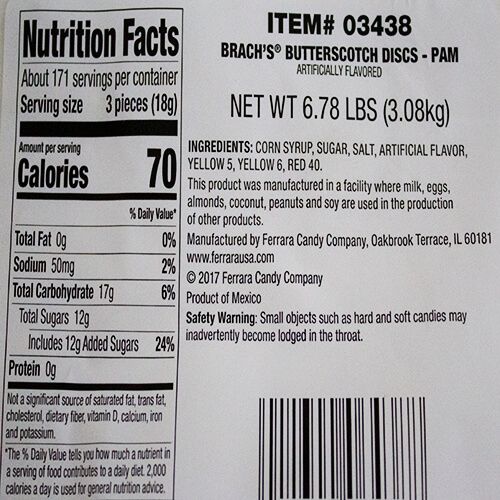 Nutrition Facts
About 171 servings per container
Serving size 3 pieces (18g)
Amount per serving
Calories 70
% Daily Value*
Total Fat 0g 0%
Sodium 50mg 2%
Total Carbohydrate 17g 6%
Total Sugars 12g
Includes 12g Added Sugars 24%
Protein 0g
Not a significant source of saturated fat, trans fat,
cholesterol, dietary fiber, vitamin D, calcium, iron
and potassium.
*The % Daily Value tells you how much a nutrient in
a serving of food contributes to a daily diet. 2,000
calories a day is used for general nutrition advice.
ITEM# 03438
BRACH'S® BUTTERSCOTCH DISCS - PAM
ARTIFICIALLY FLAVORED
NET WT 6.78 LBS (3.08kg)
INGREDIENTS: CORN SYRUP, SUGAR, SALT, ARTIFICIAL FLAVOR,
YELLOW 5, YELLOW 6, RED 40.
This product was manufactured in a facility where milk, eggs,
almonds, coconut, peanuts and soy are used in the production
of other products.
Manufactured by Ferrara Candy Company, Oakbrook Terrace, IL 60181
www.ferrarausa.com
© 2017 Ferrara Candy Company
Product of Mexico
Safety Warning: Small objects such as hard and soft candies may
inadvertently become lodged in the throat.